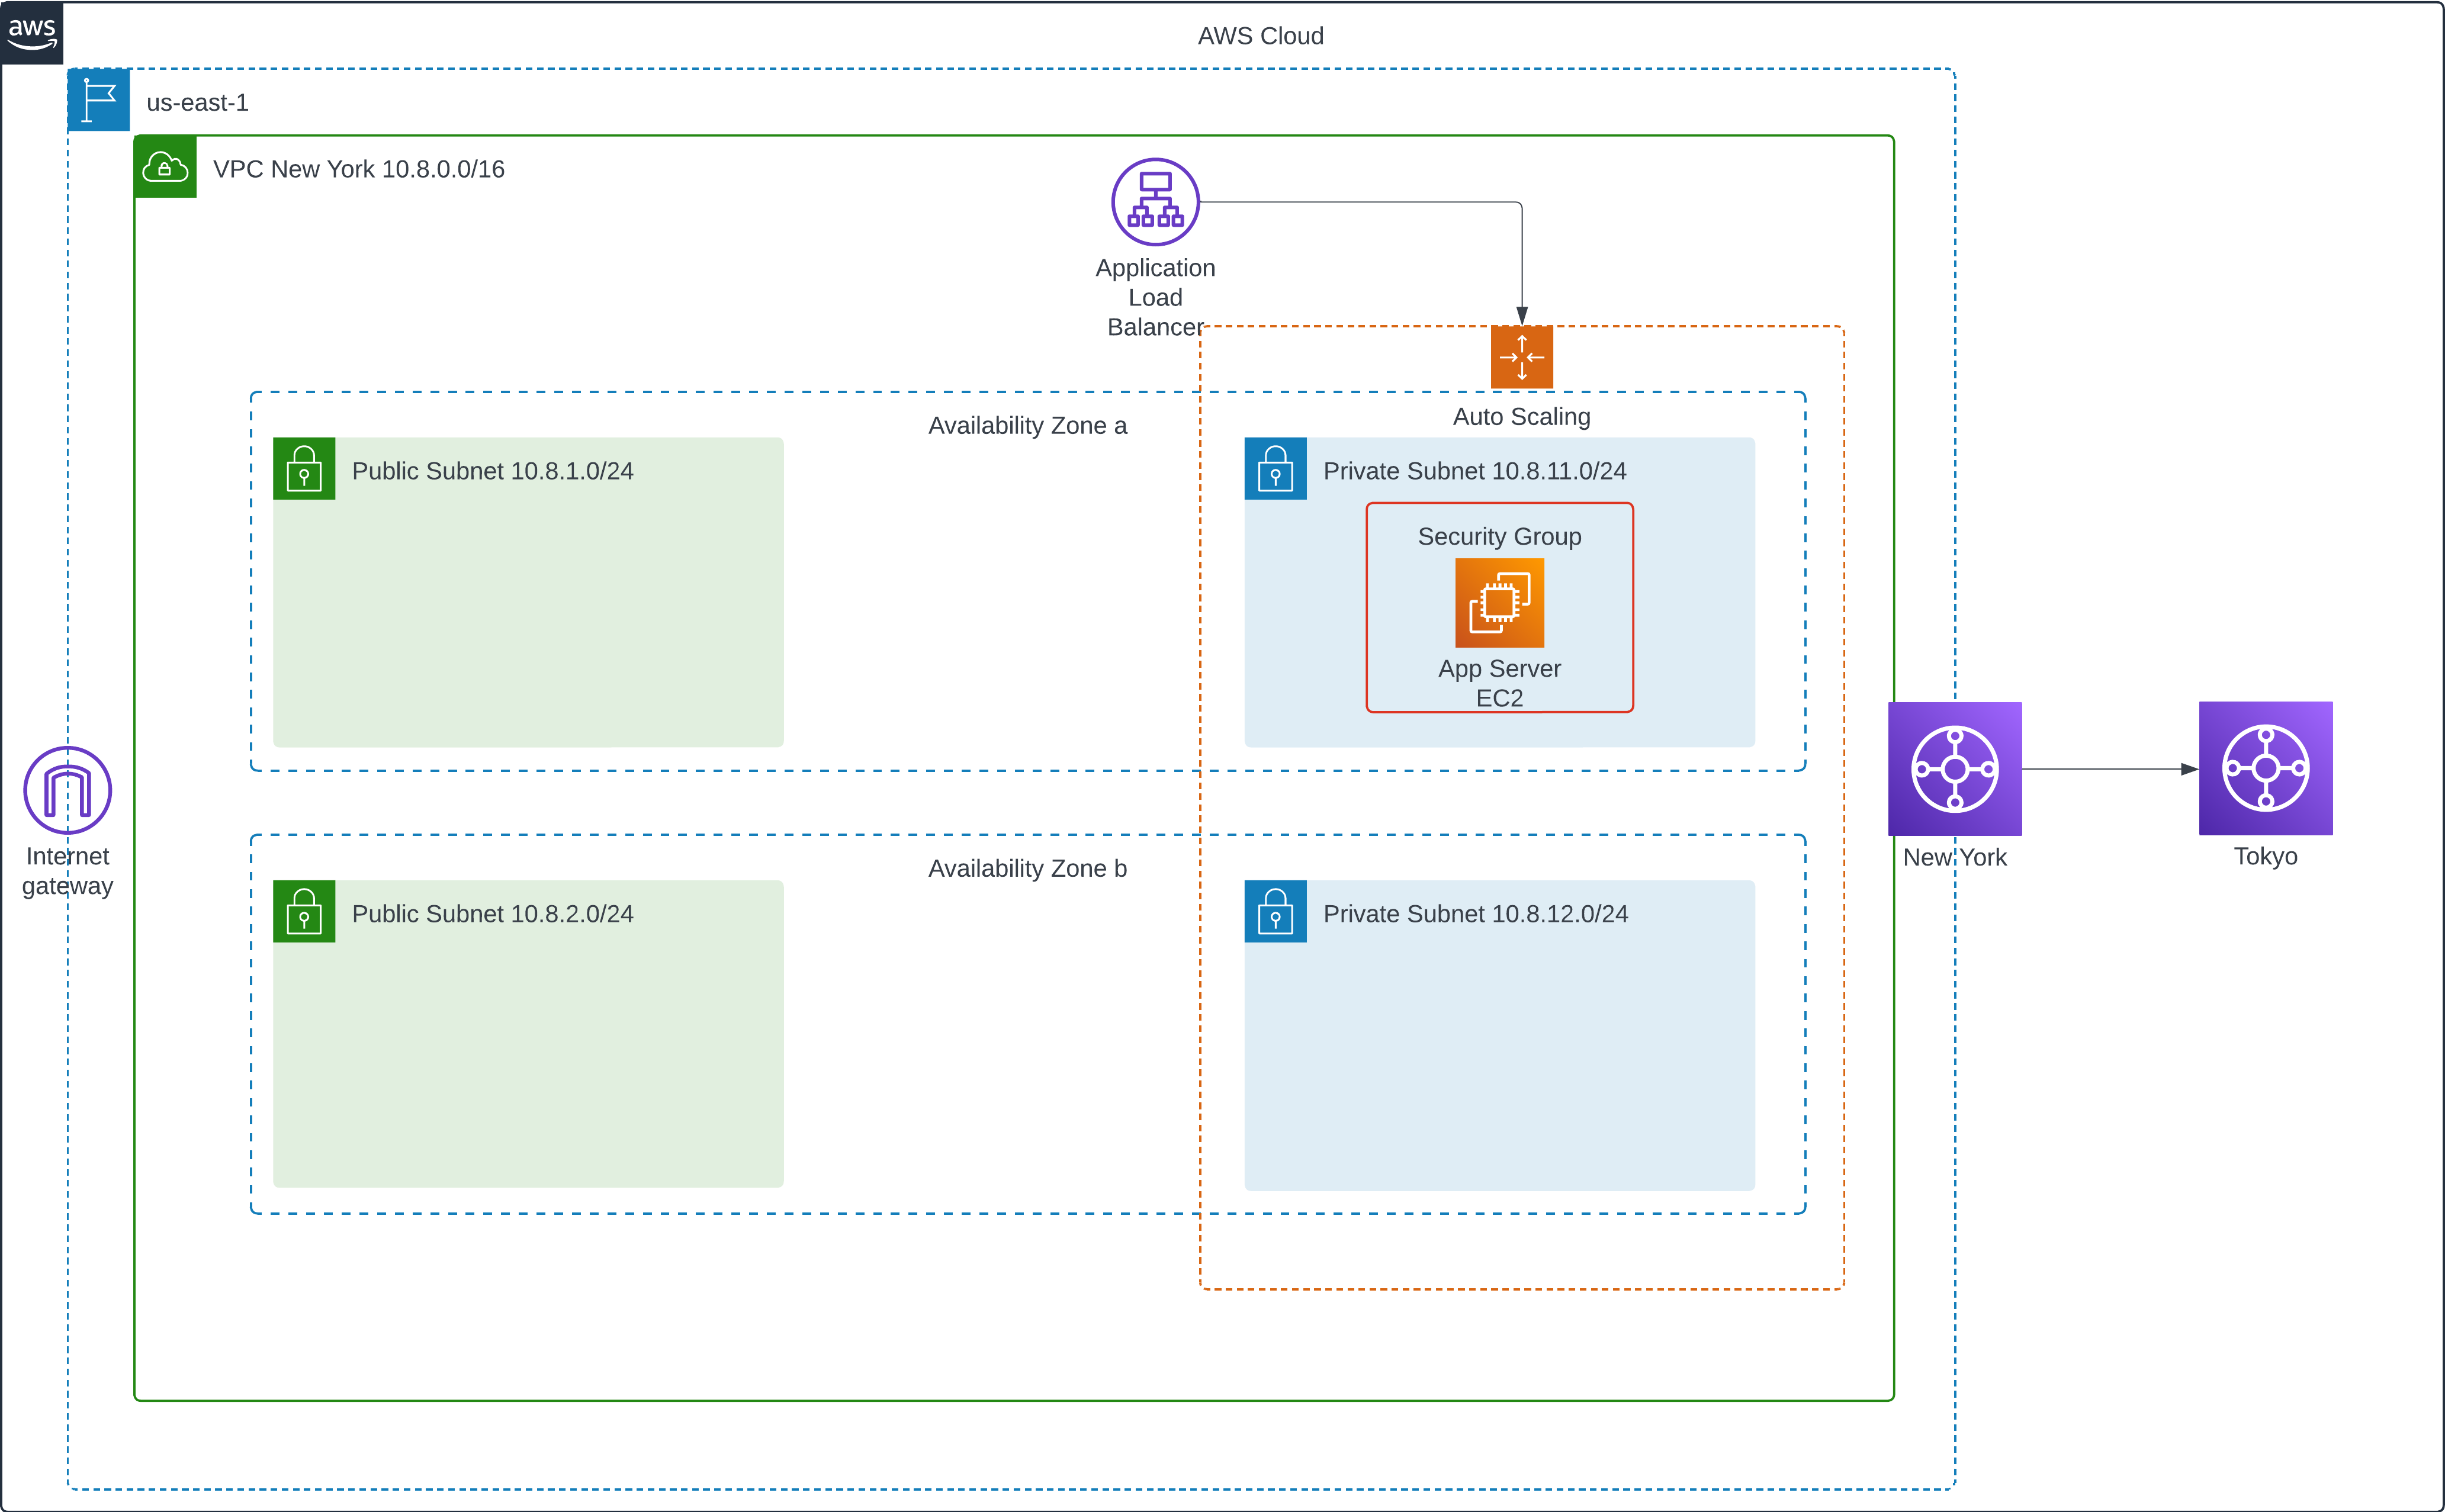 aws
AWS Cloud
us-east-1
VPC New York 10.8.0.0/16
Application
Load
Balancer
Auto Scaling
Availability Zone a
Public Subnet 10.8.1.0/24
Private Subnet 10.8.11.0/24
Security Group
App Server
EC2
Internet
gateway
New York
Tokyo
Availability Zone b
Public Subnet 10.8.2.0/24
Private Subnet 10.8.12.0/24